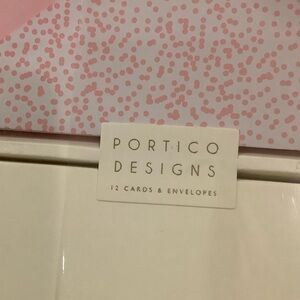 PORTICO
DESIGNS
12 CARDS & ENVELOPES